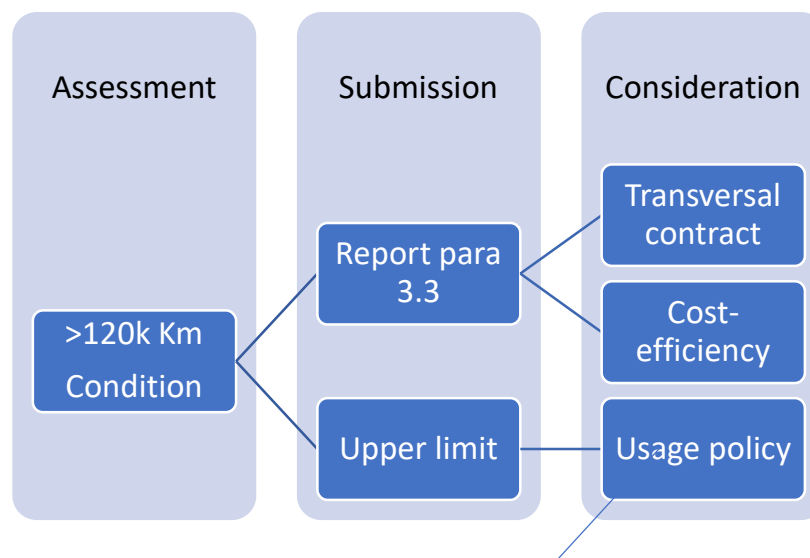 Assessment
Submission
Consideration
>120k Km
Condition
Report para
3.3
Upper limit
Transversal
contract
Cost-
efficiency
Usage policy